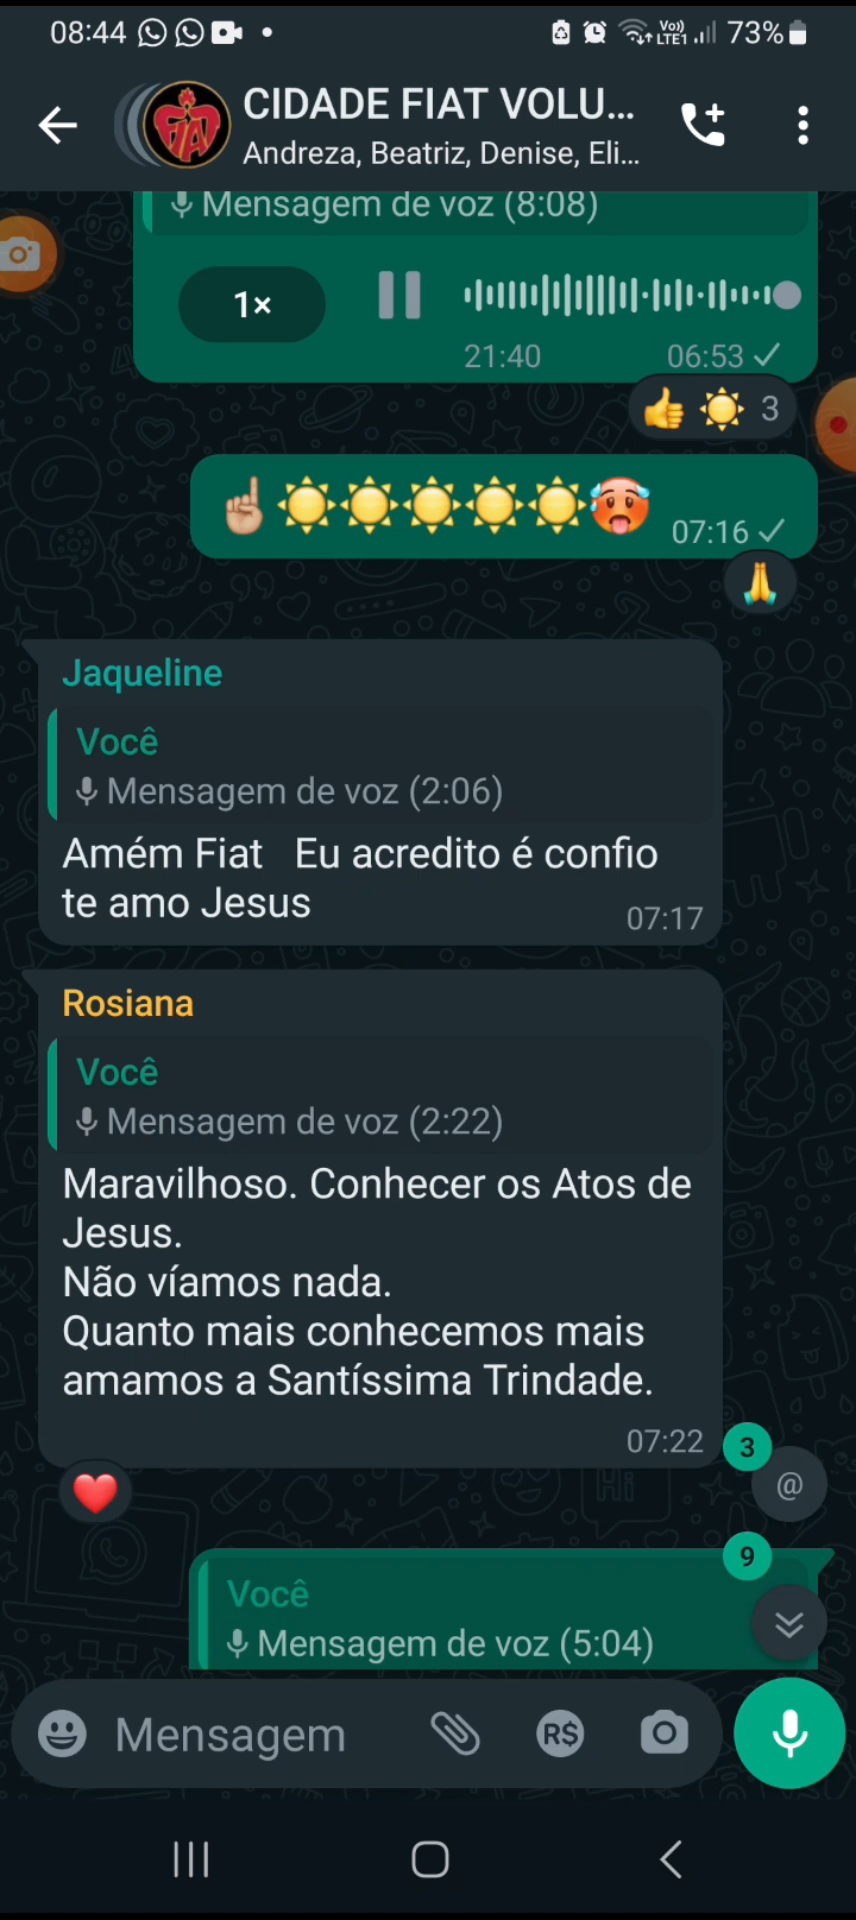 08:44
Vo))
LTE1
73%
FIAT
CIDADE FIAT VOLU...
Andreza, Beatriz, Denise, Eli...
Mensagem de voz (8:08)
1×
21:40
06:53
3
07:16
Jaqueline
Você
Mensagem de voz (2:06)
Amém Fiat   Eu acredito é confio
te amo Jesus
07:17
Rosiana
Você
Mensagem de voz (2:22)
Maravilhoso. Conhecer os Atos de
Jesus.
Não víamos nada.
Quanto mais conhecemos mais
amamos a Santíssima Trindade.
07:22
3
@
9
Você
Mensagem de voz (5:04)
Mensagem
R$